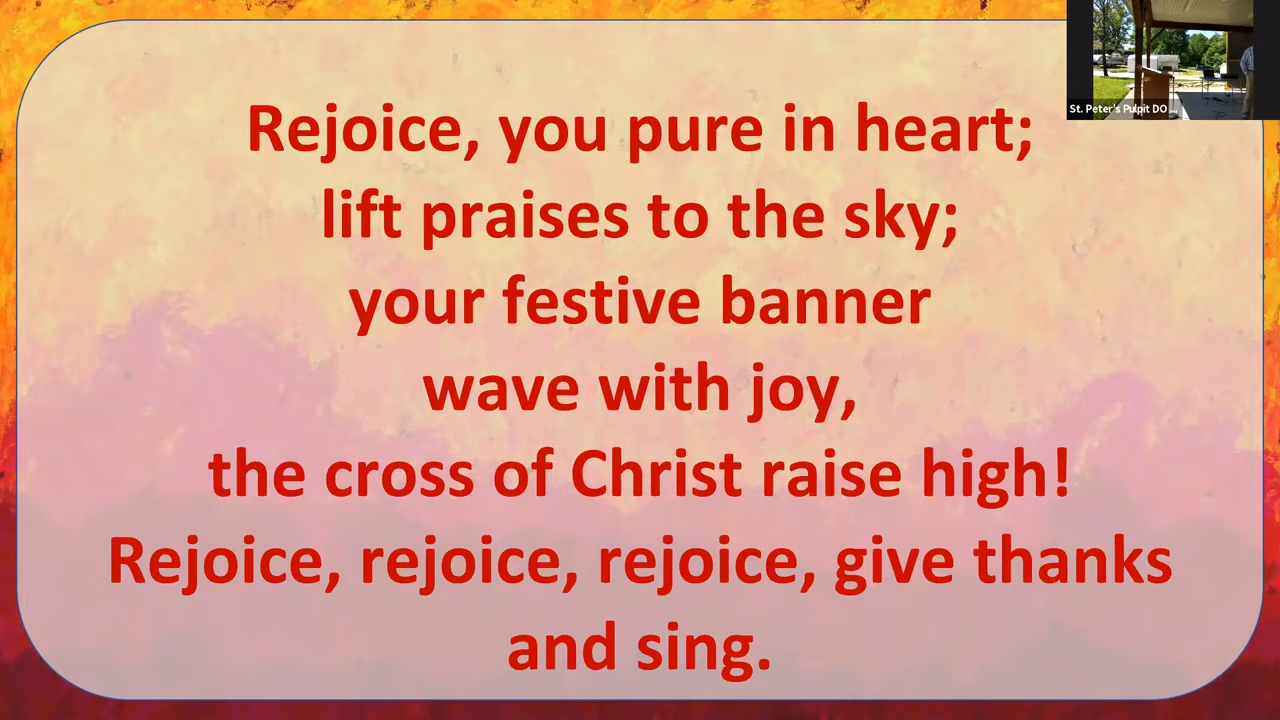 Rejoice, you pure in heart;
lift praises to the sky;
your festive banner
wave with joy,
the cross of Christ raise high!
Rejoice, rejoice, rejoice, give thanks
and sing.
St. Peter's Pulpit DO ...